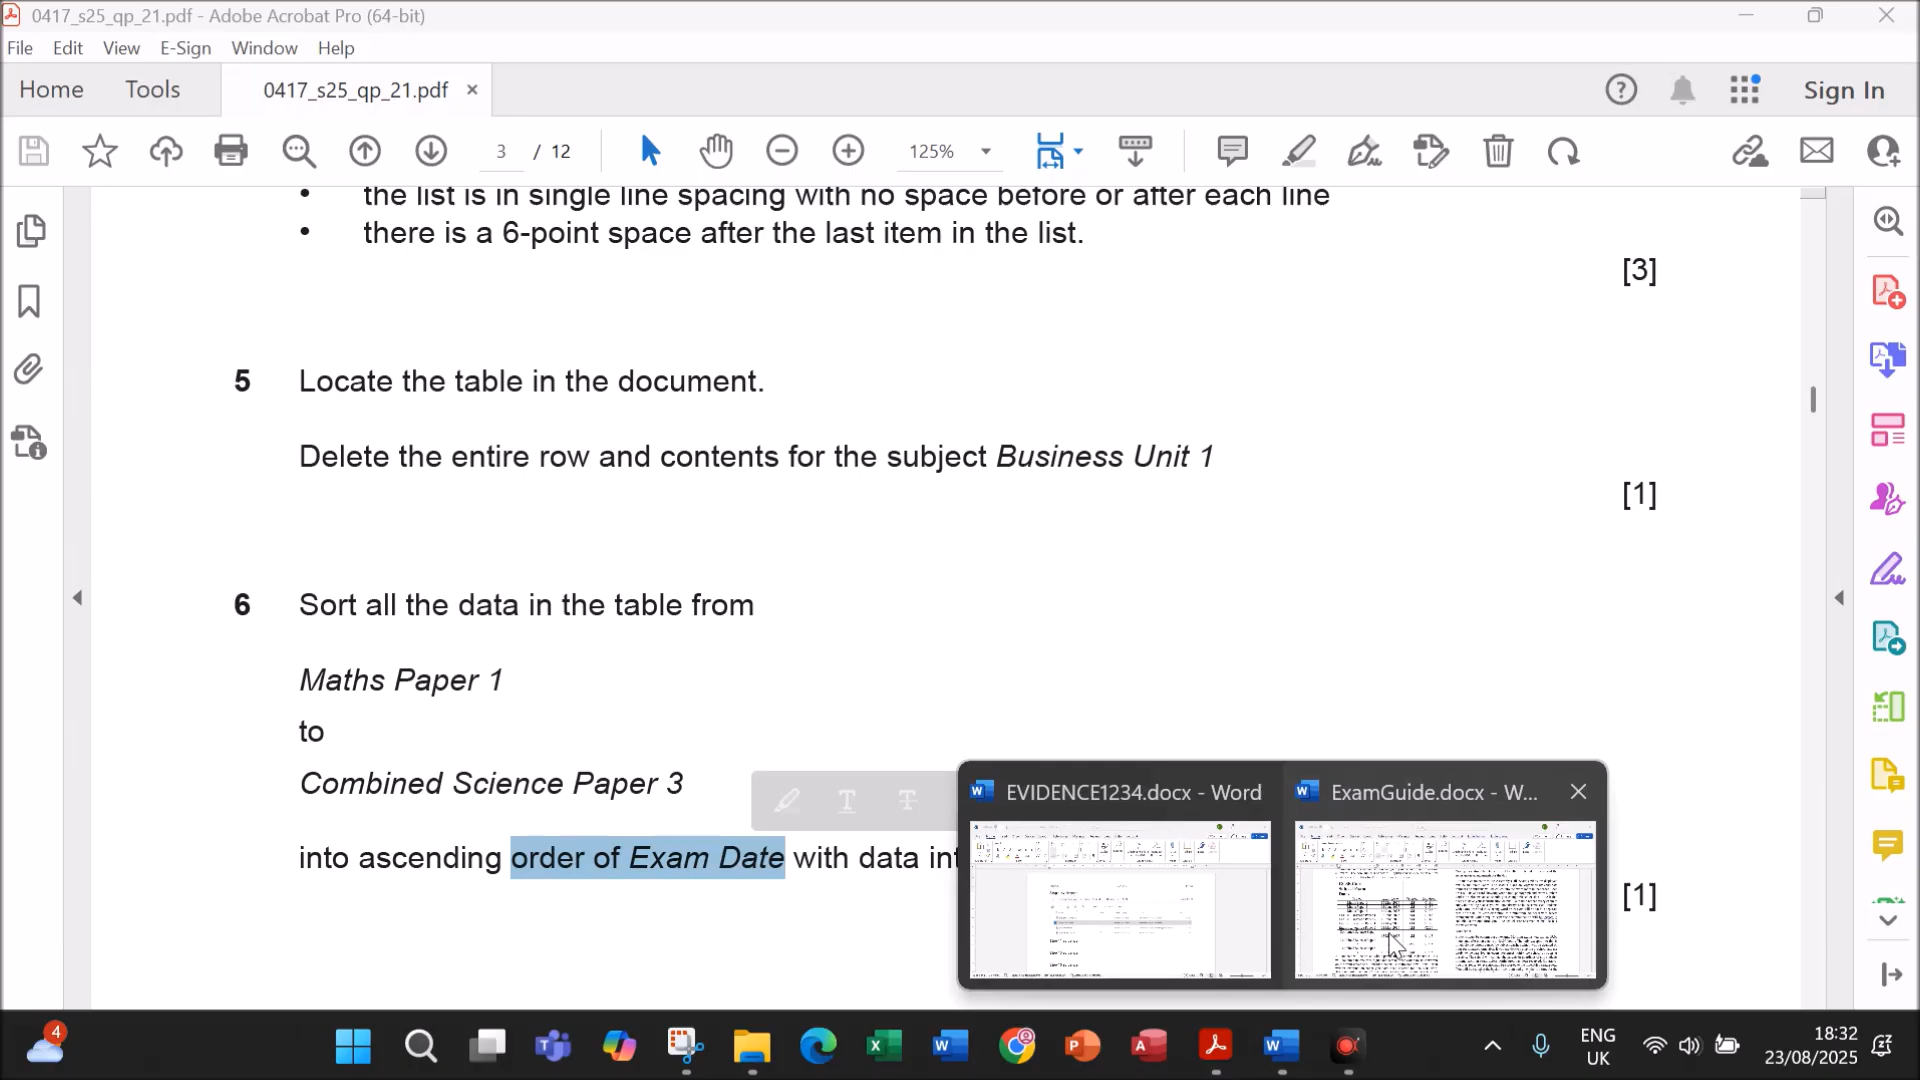 0417_s25_qp_21.pdf - Adobe Acrobat Pro (64-bit)
File Edit View E-Sign Window Help
Home Tools 0417_s25_qp_21.pdf × Sign In
3 / 12 125%
• the list is in single line spacing with no space before or after each line
• there is a 6-point space after the last item in the list.
[3]
5 Locate the table in the document.
Delete the entire row and contents for the subject Business Unit 1
[1]
6 Sort all the data in the table from
Maths Paper 1
to
Combined Science Paper 3
EVIDENCE1234.docx - Word ExamGuide.docx - W...
into ascending order of Exam Date with data int
[1]
4
ENG
UK
18:32
23/08/2025